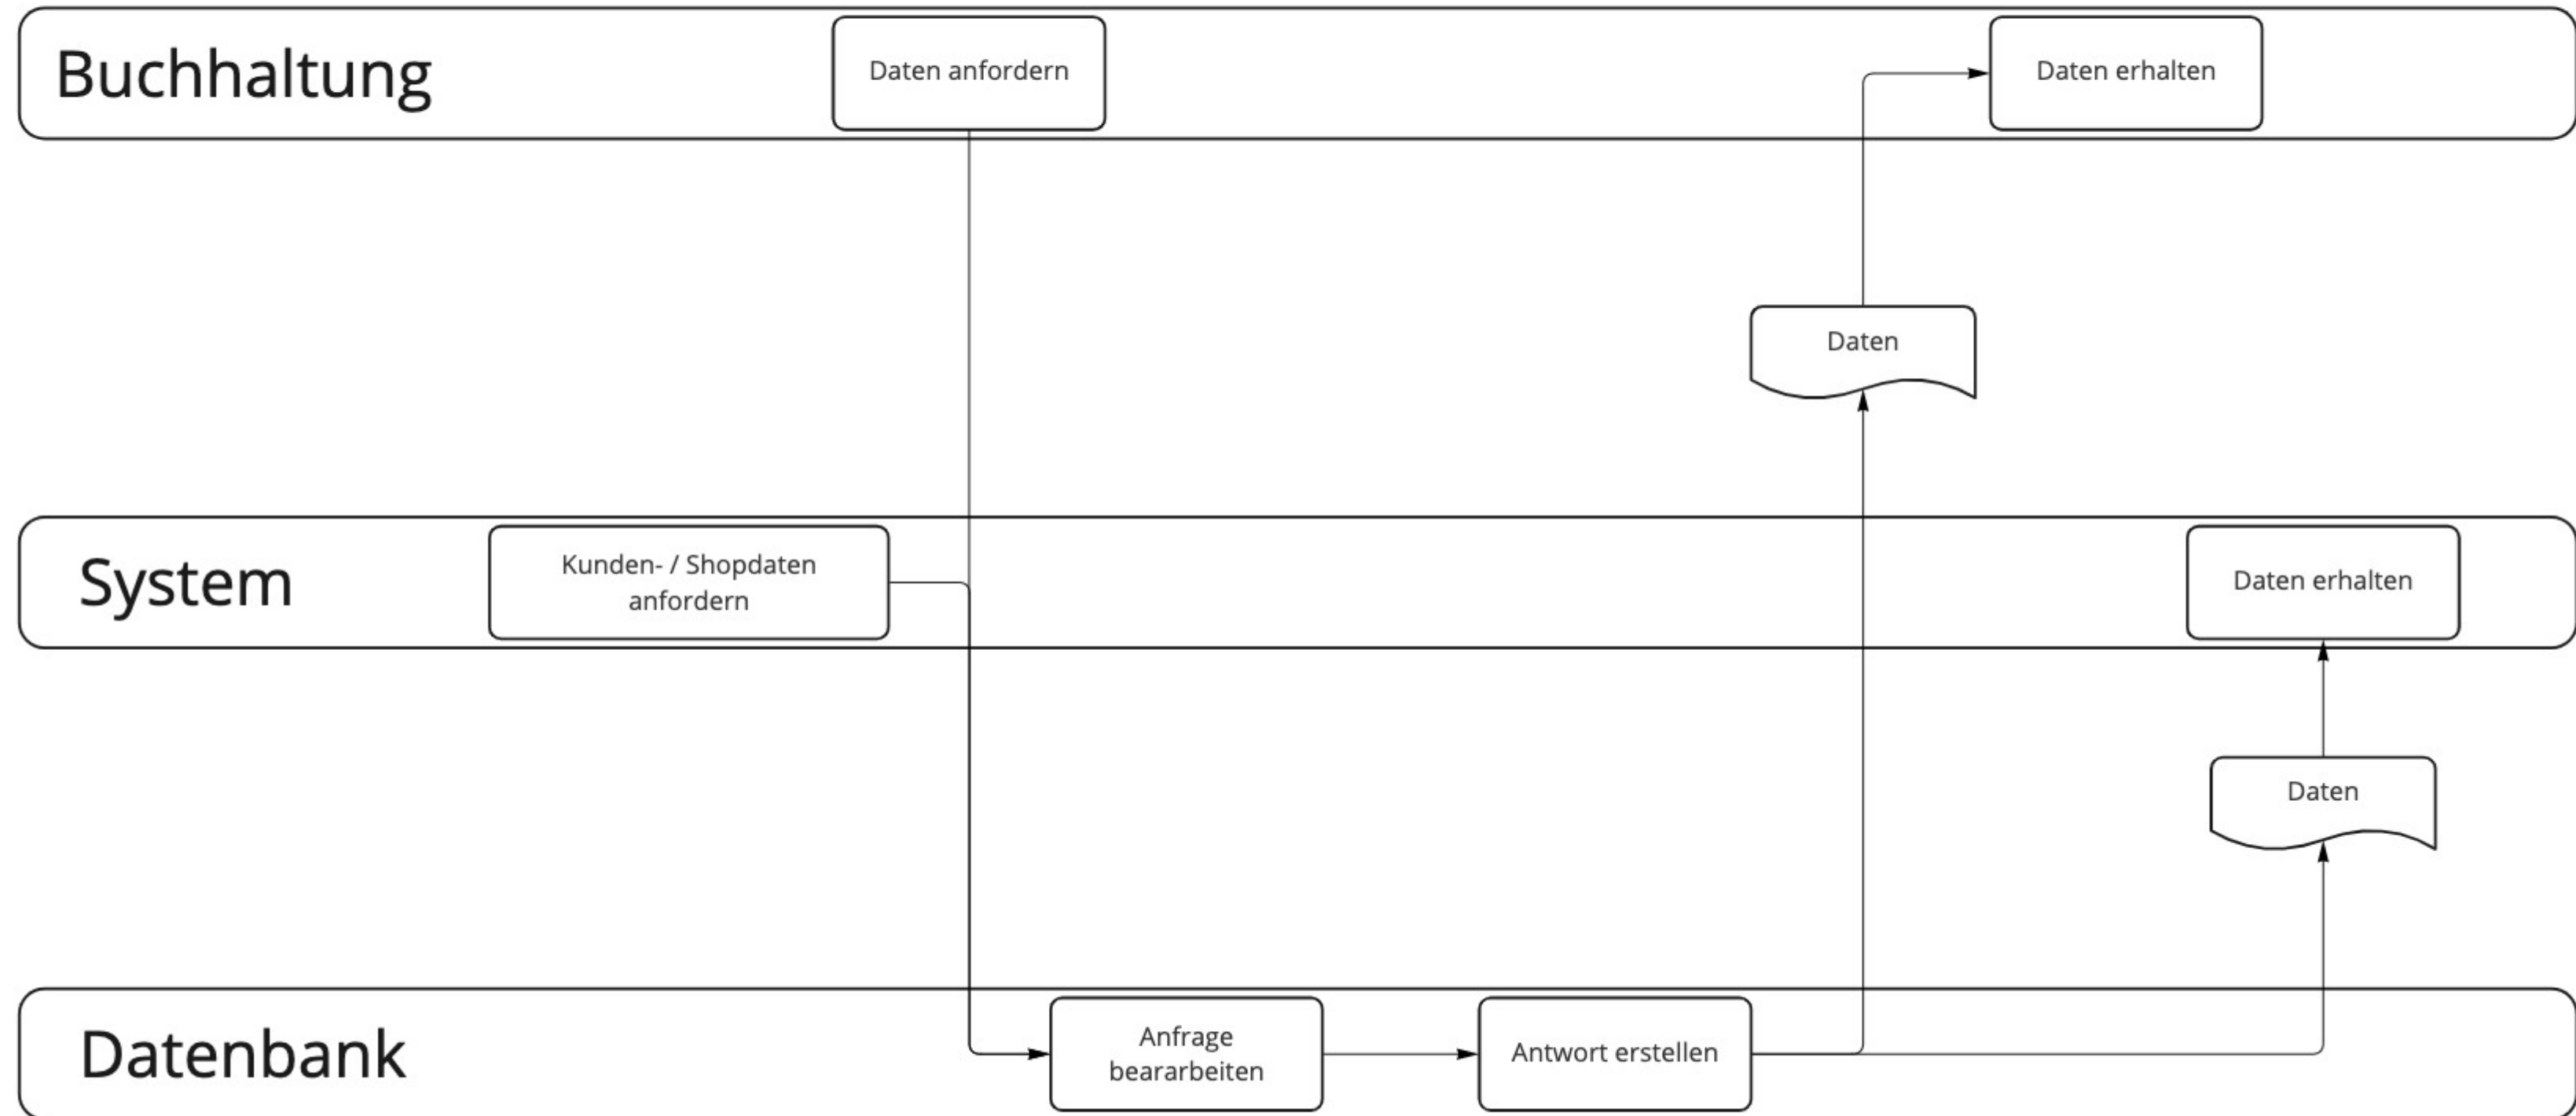 Buchhaltung
Daten anfordern
Daten erhalten
Daten
System
Kunden- / Shopdaten
anfordern
Daten erhalten
Daten
Datenbank
Anfrage
beararbeiten
Antwort erstellen